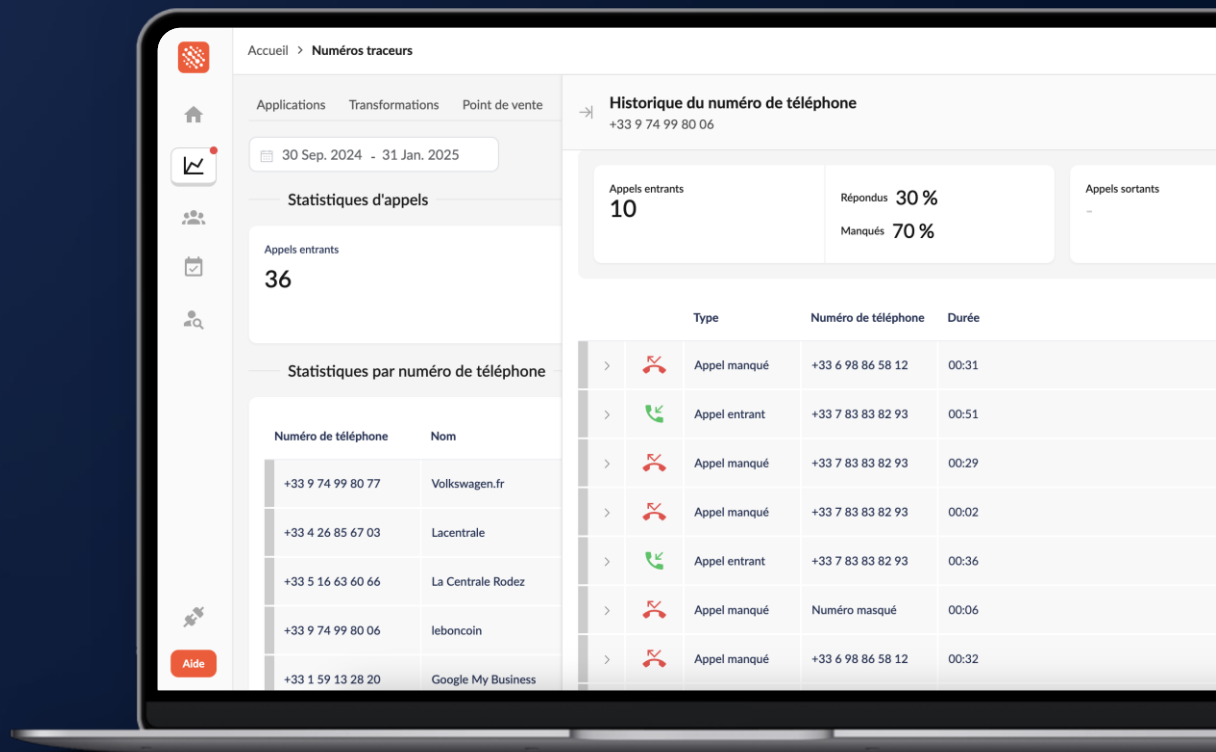 Accueil > Numéros traceurs
Applications Transformations Point de vente
30 Sep. 2024 - 31 Jan. 2025
Statistiques d'appels
Appels entrants
36
Statistiques par numéro de téléphone
Numéro de téléphone Nom
+33 9 74 99 80 77 Volkswagen.fr
+33 4 26 85 67 03 Lacentrale
+33 5 16 63 60 66 La Centrale Rodez
+33 9 74 99 80 06 leboncoin
+33 1 59 13 28 20 Google My Business
Aide
Historique du numéro de téléphone
+33 9 74 99 80 06
Appels entrants
10
Répondus 30 %
Manqués 70 %
Appels sortants
-
Type Numéro de téléphone Durée
Appel manqué +33 6 98 86 58 12 00:31
Appel entrant +33 7 83 83 82 93 00:51
Appel manqué +33 7 83 83 82 93 00:29
Appel manqué +33 7 83 83 82 93 00:02
Appel entrant +33 7 83 83 82 93 00:36
Appel manqué Numéro masqué 00:06
Appel manqué +33 6 98 86 58 12 00:32